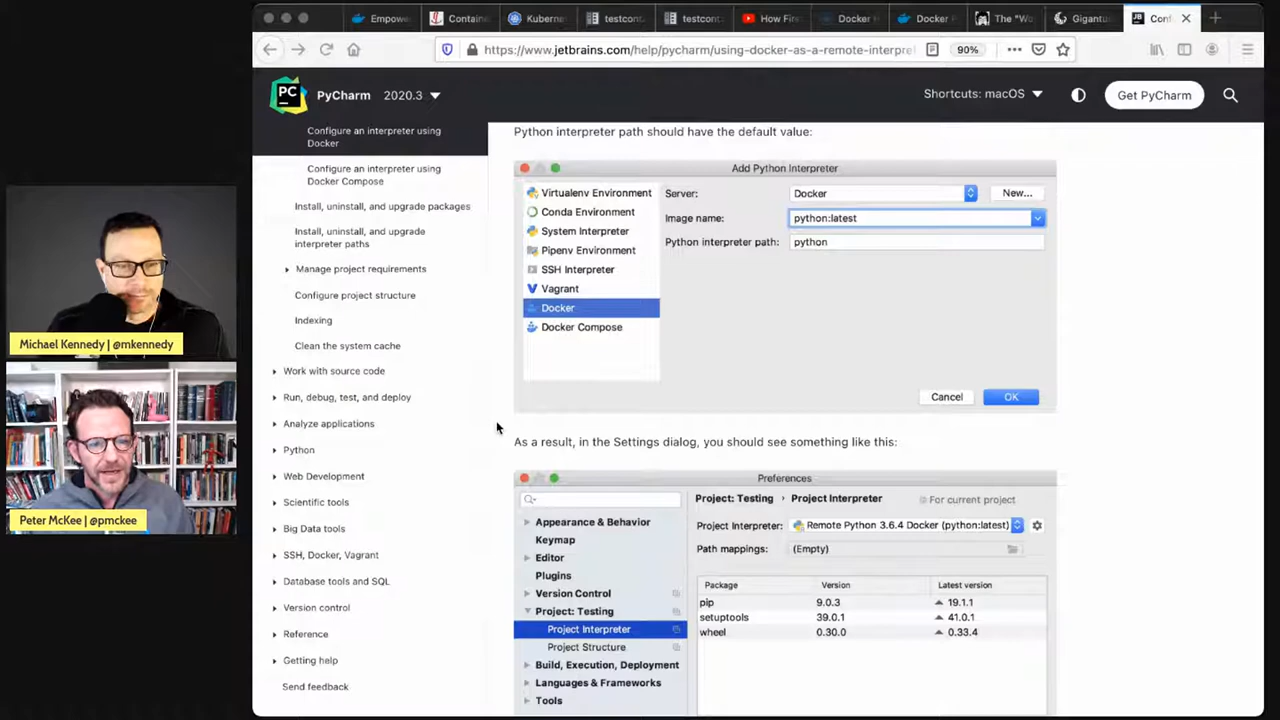 Empowe
Containe
Kuberne
testconta
testconta
How Firs
Docker H
Docker P
The "Wo
Gigantum
JB Conf
https://www.jetbrains.com/help/pycharm/using-docker-as-a-remote-interpre
90%
PC PyCharm 2020.3
Shortcuts: macOS
Get PyCharm
Configure an interpreter using
Docker
Configure an interpreter using
Docker Compose
Install, uninstall, and upgrade packages
Install, uninstall, and upgrade
interpreter paths
Manage project requirements
Configure project structure
Indexing
Clean the system cache
Work with source code
Run, debug, test, and deploy
Analyze applications
Python
Web Development
Scientific tools
Big Data tools
SSH, Docker, Vagrant
Database tools and SQL
Version control
Reference
Getting help
Send feedback
Python interpreter path should have the default value:
Add Python Interpreter
Virtualenv Environment
Conda Environment
System Interpreter
Pipenv Environment
SSH Interpreter
Vagrant
Docker
Docker Compose
Server: Docker New...
Image name: python:latest
Python interpreter path: python
Cancel OK
As a result, in the Settings dialog, you should see something like this:
Preferences
Appearance & Behavior
Keymap
Editor
Plugins
Version Control
Project: Testing
Project Interpreter
Project Structure
Build, Execution, Deployment
Languages & Frameworks
Tools
Project: Testing › Project Interpreter For current project
Project Interpreter: Remote Python 3.6.4 Docker (python:latest)
Path mappings: (Empty)
Package Version Latest version
pip 9.0.3 19.1.1
setuptools 39.0.1 41.0.1
wheel 0.30.0 0.33.4
Michael Kennedy | @mkennedy
Peter McKee | @pmckee